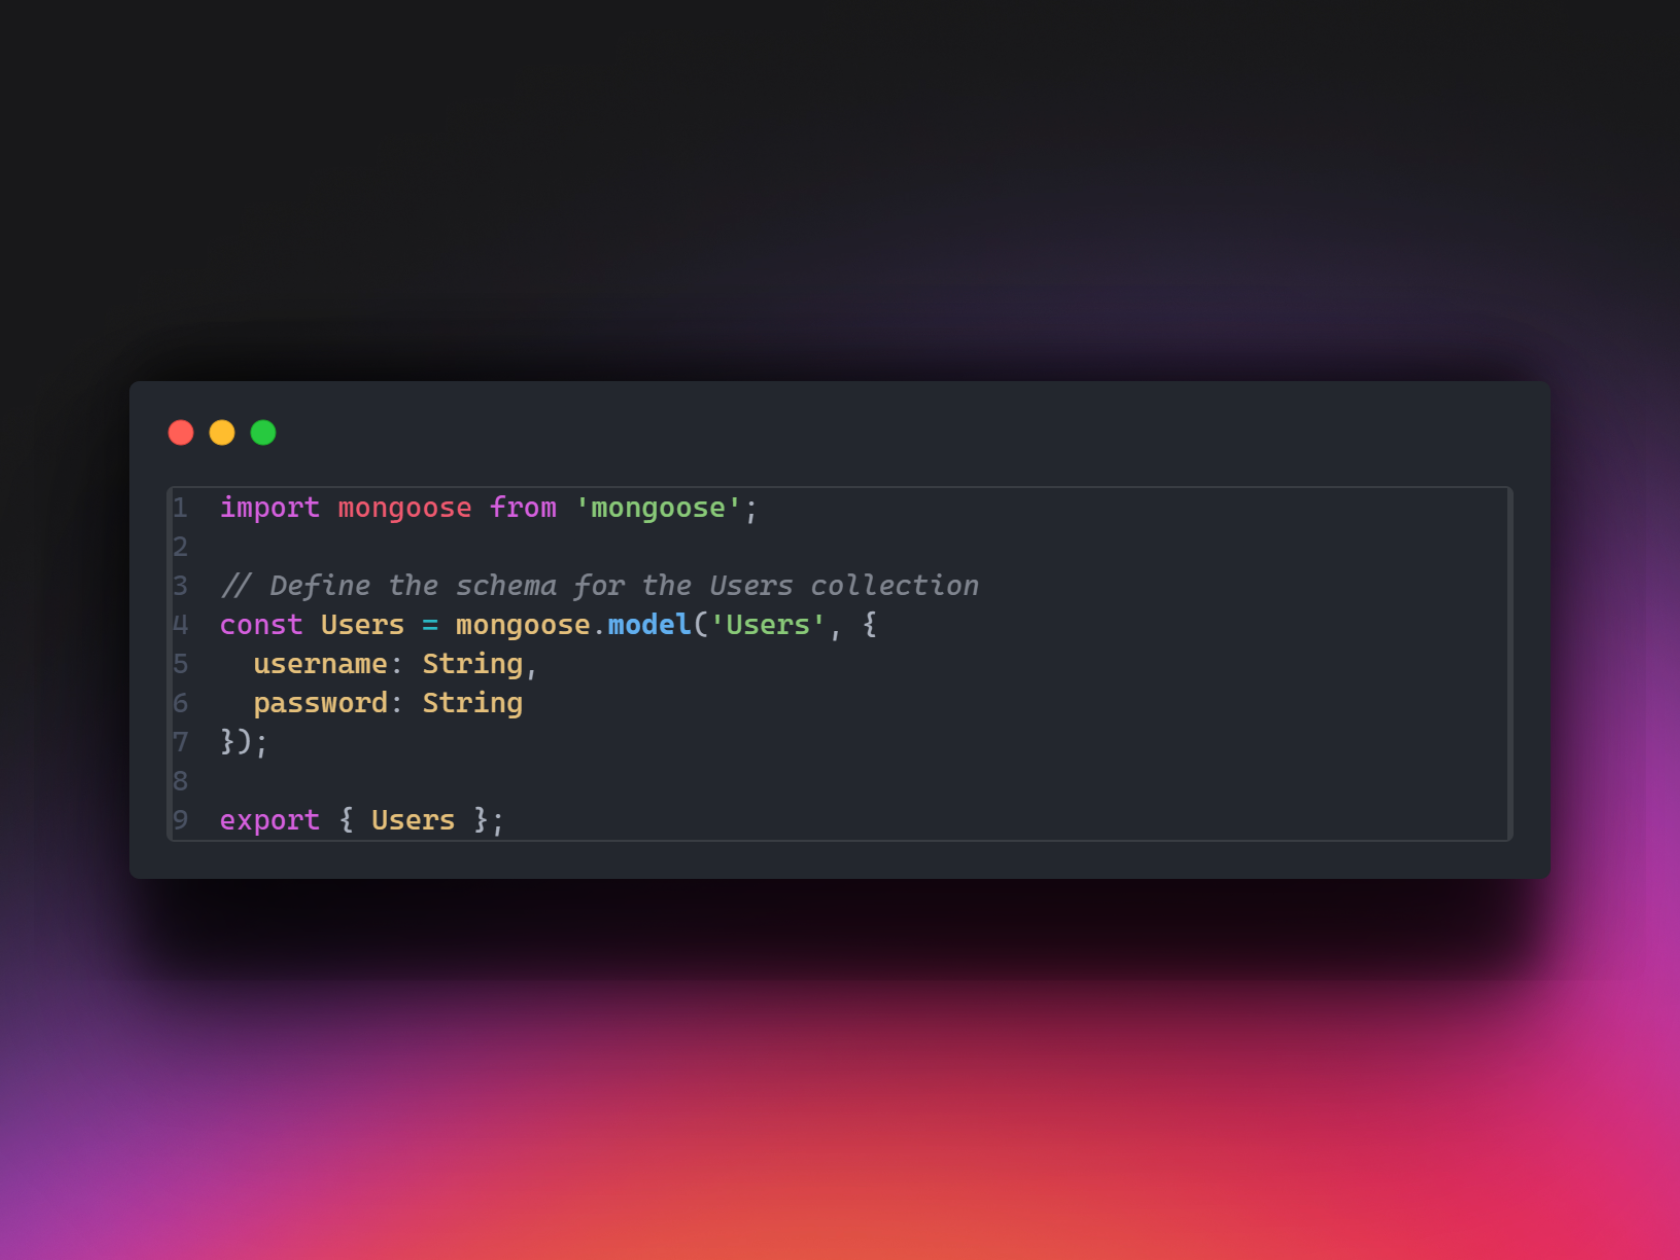 1 import mongoose from 'mongoose';
2
3 // Define the schema for the Users collection
4 const Users = mongoose.model('Users', {
5   username: String,
6   password: String
7 });
8
9 export { Users };